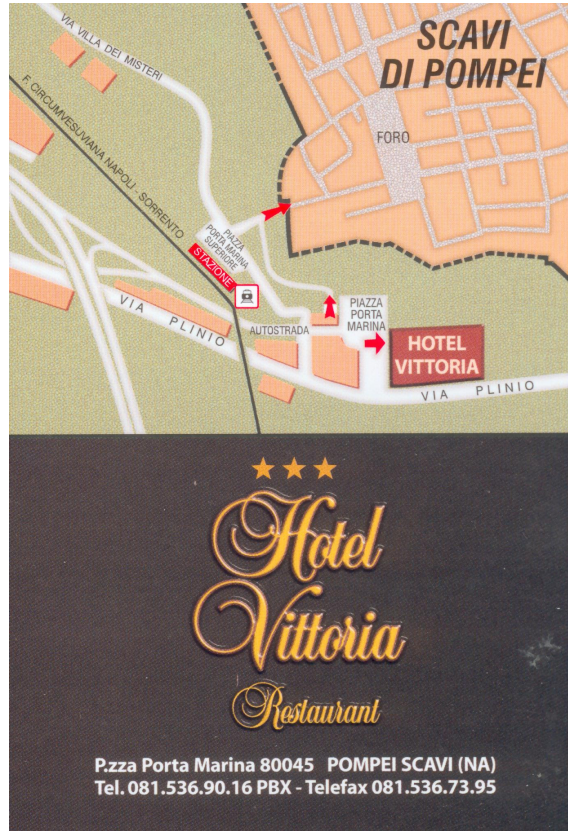 SCAVI
DI POMPEI
VIA VILLA DEI MISTERI
F. CIRCUMVESUVIANA NAPOLI - SORRENTO
FORO
PIAZZA
PORTA MARINA
SUPERIORE
STAZIONE
PIAZZA
PORTA
MARINA
AUTOSTRADA
HOTEL
VITTORIA
VIA PLINIO
VIA PLINIO
Hotel
Vittoria
Restaurant
P.zza Porta Marina 80045 POMPEI SCAVI (NA)
Tel. 081.536.90.16 PBX - Telefax 081.536.73.95